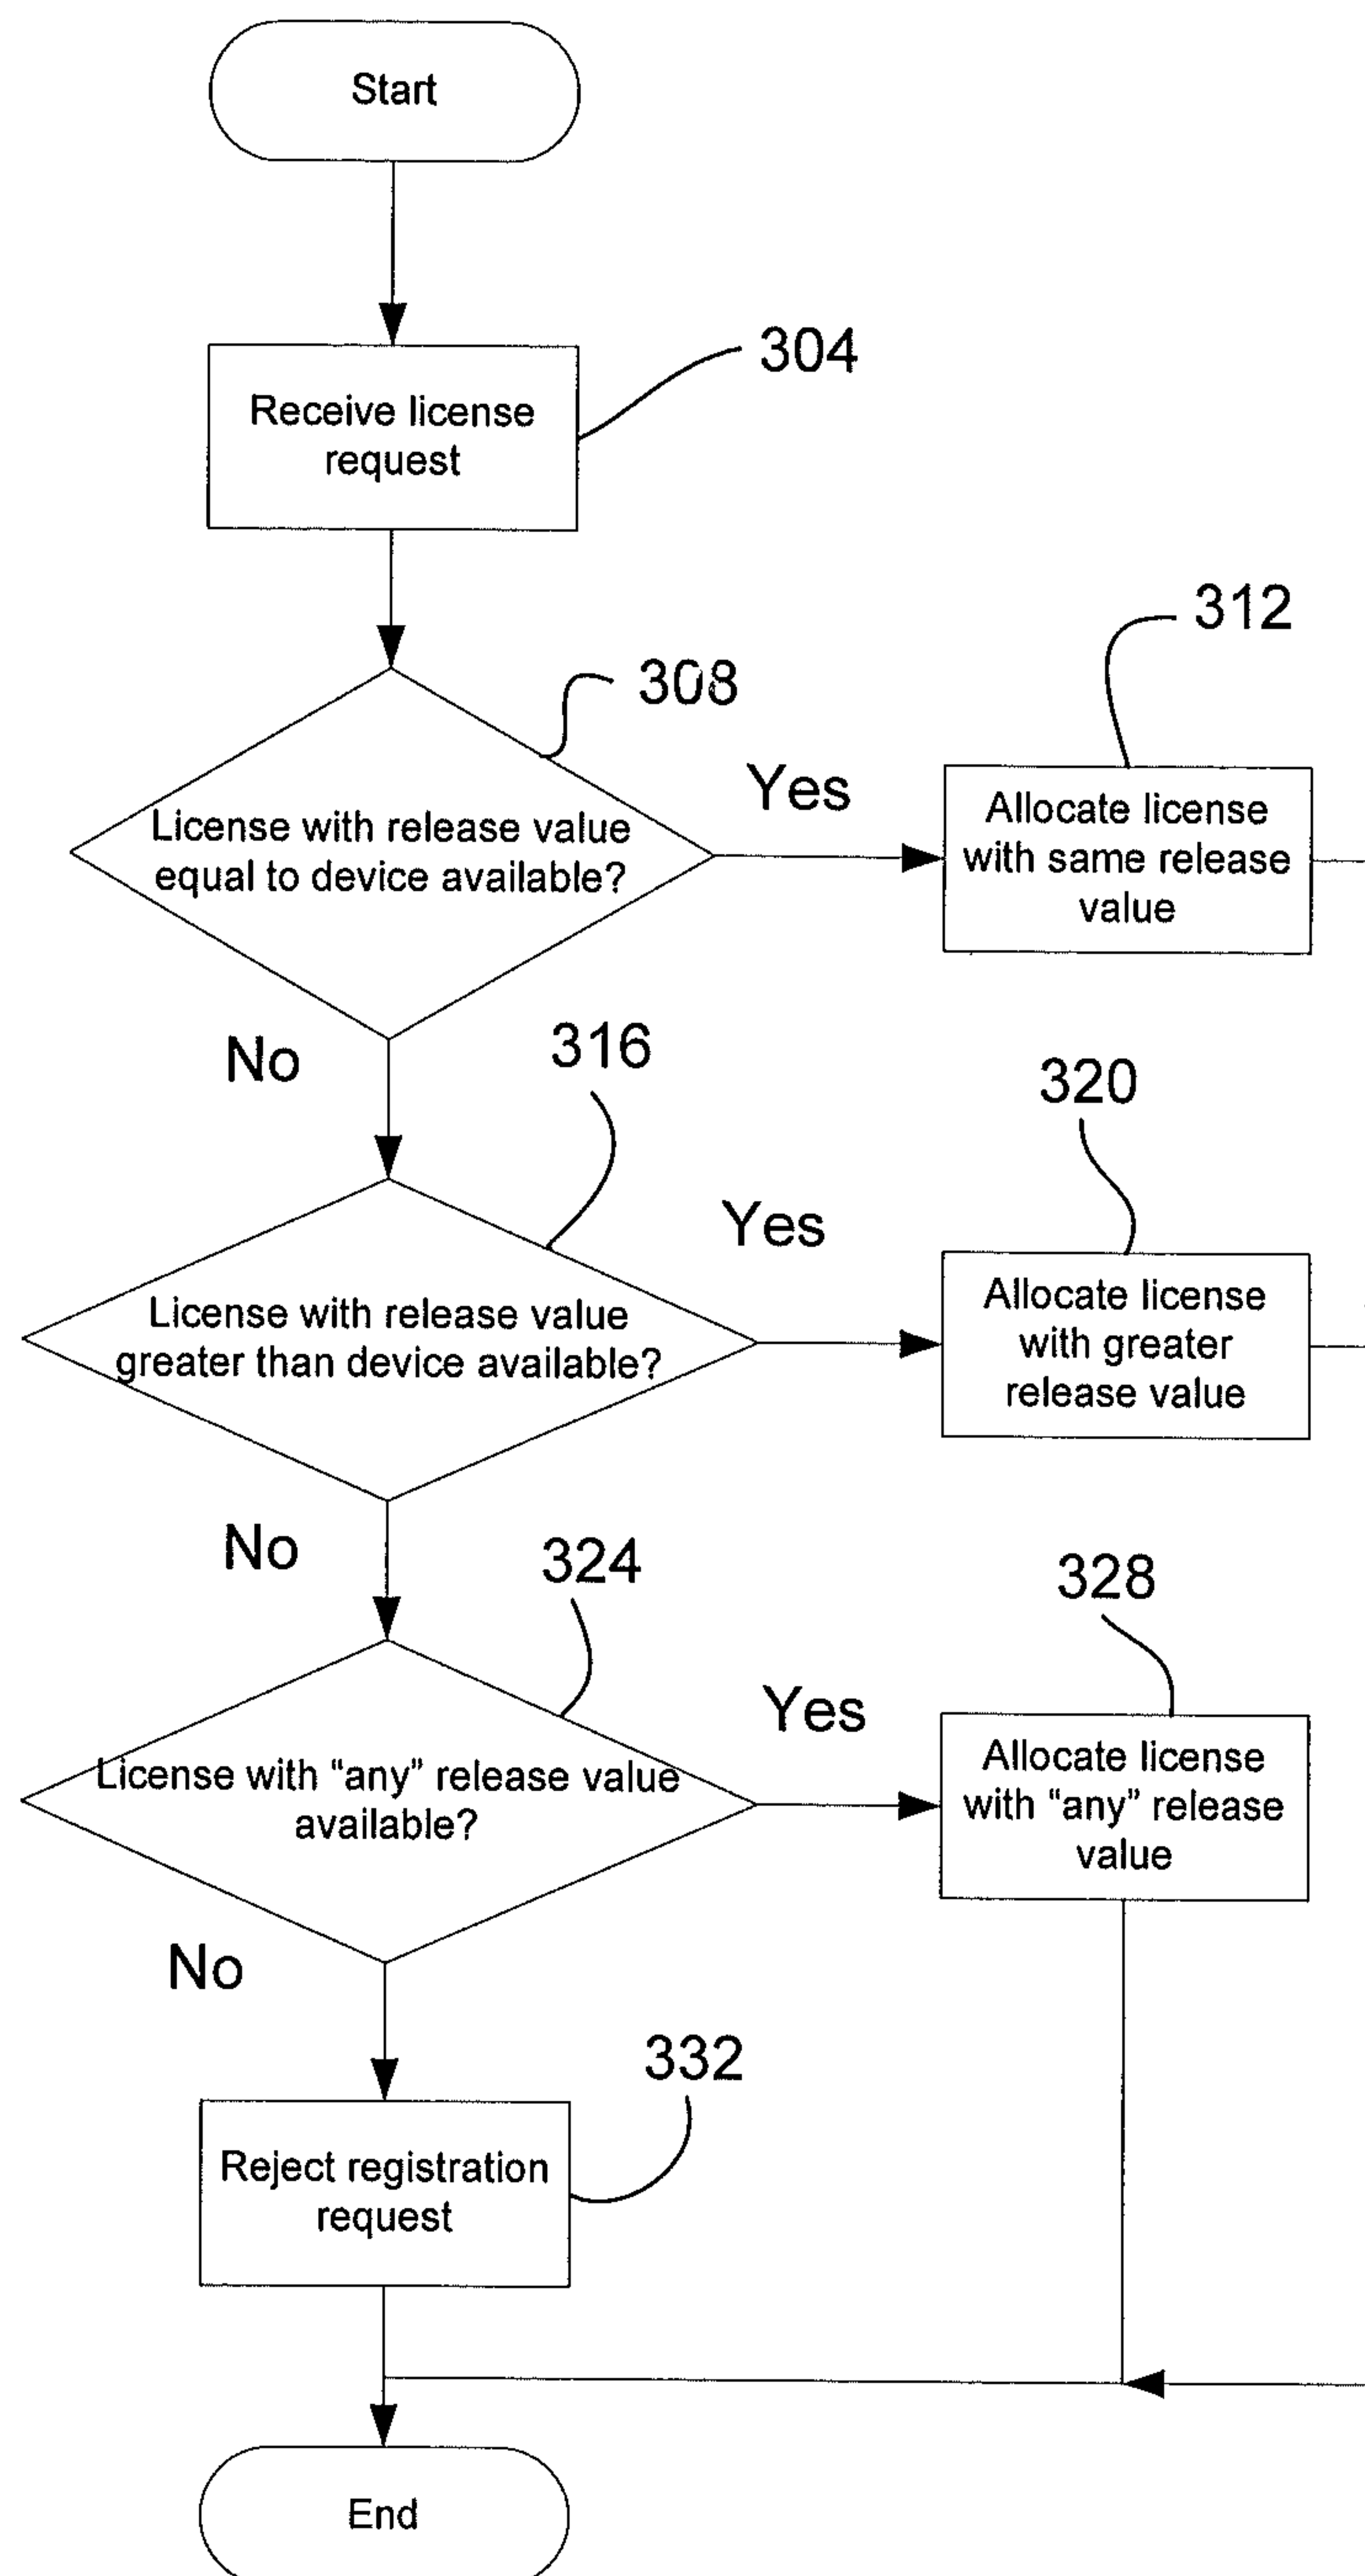 Start
304
Receive license
request
308
312
License with release value
equal to device available?
Yes
Allocate license
with same release
value
No
316
320
License with release value
greater than device available?
Yes
Allocate license
with greater
release value
No
324
328
License with “any” release value
available?
Yes
Allocate license
with “any” release
value
No
332
Reject registration
request
End